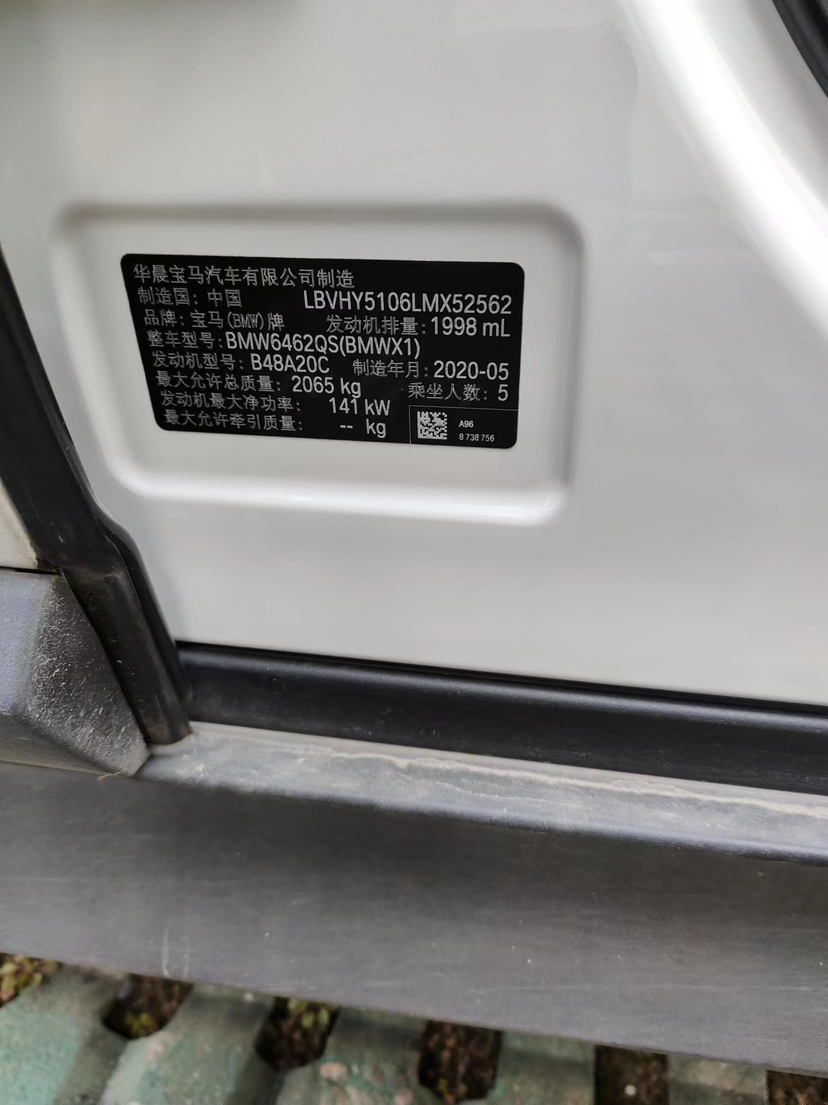 华晨宝马汽车有限公司制造
制造国: 中国 LBVHY5106LMX52562
品牌: 宝马(BMW)牌 发动机排量: 1998 mL
整车型号: BMW6462QS(BMWX1)
发动机型号: B48A20C 制造年月: 2020-05
最大允许总质量: 2065 kg 乘坐人数: 5
发动机最大净功率: 141 kW
最大允许牵引质量: -- kg
A96
8 738 756